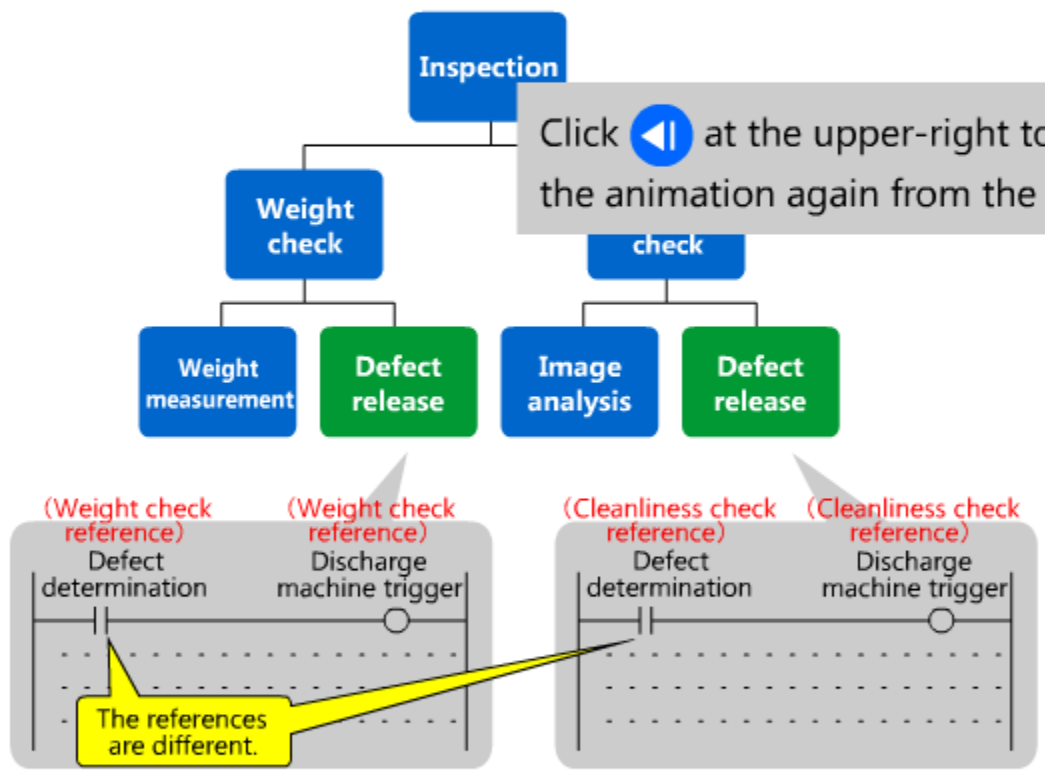 Inspection
Click at the upper-right to
the animation again from the
Weight
check
check
Weight
measurement
Defect
release
Image
analysis
Defect
release
(Weight check
reference)
Defect
determination
(Weight check
reference)
Discharge
machine trigger
(Cleanliness check
reference)
Defect
determination
(Cleanliness check
reference)
Discharge
machine trigger
The references
are different.